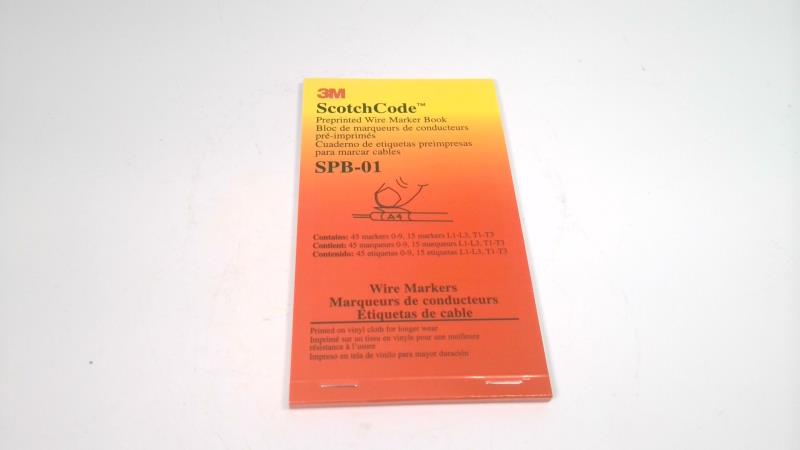 3M
ScotchCode™
Preprinted Wire Marker Book
Bloc de marqueurs de conducteurs
pré-imprimés
Cuaderno de etiquetas preimpresas
para marcar cables
SPB-01
A4
Contains: 45 markers 0-9, 15 markers L1-L3, T1-T3
Contient: 45 marqueurs 0-9, 15 marqueurs L1-L3, T1-T3
Contenido: 45 etiquetas 0-9, 15 etiquetas L1-L3, T1-T3
Wire Markers
Marqueurs de conducteurs
Étiquetas de cable
Printed on vinyl cloth for longer wear
Imprimé sur un tissu en vinyle pour une meilleure
résistance à l'usure
Impreso en tela de vinilo para mayor duración